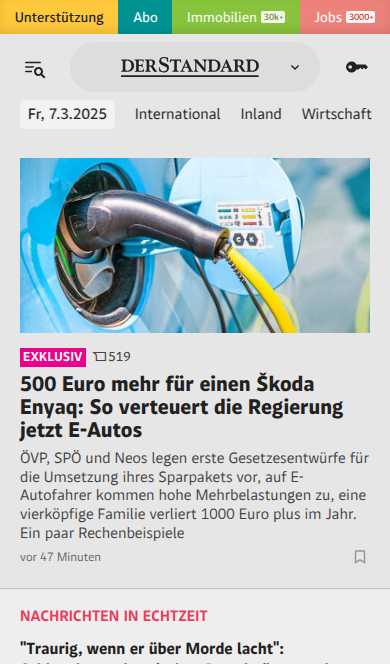 Unterstützung Abo Immobilien 30k+ Jobs 3000+
DERSTANDARD
Fr, 7.3.2025 International Inland Wirtschaft
EXKLUSIV 519
500 Euro mehr für einen Škoda
Enyaq: So verteuert die Regierung
jetzt E-Autos
ÖVP, SPÖ und Neos legen erste Gesetzesentwürfe für
die Umsetzung ihres Sparpakets vor, auf E-
Autofahrer kommen hohe Mehrbelastungen zu, eine
vierköpfige Familie verliert 1000 Euro plus im Jahr.
Ein paar Rechenbeispiele
vor 47 Minuten
NACHRICHTEN IN ECHTZEIT
"Traurig, wenn er über Morde lacht":